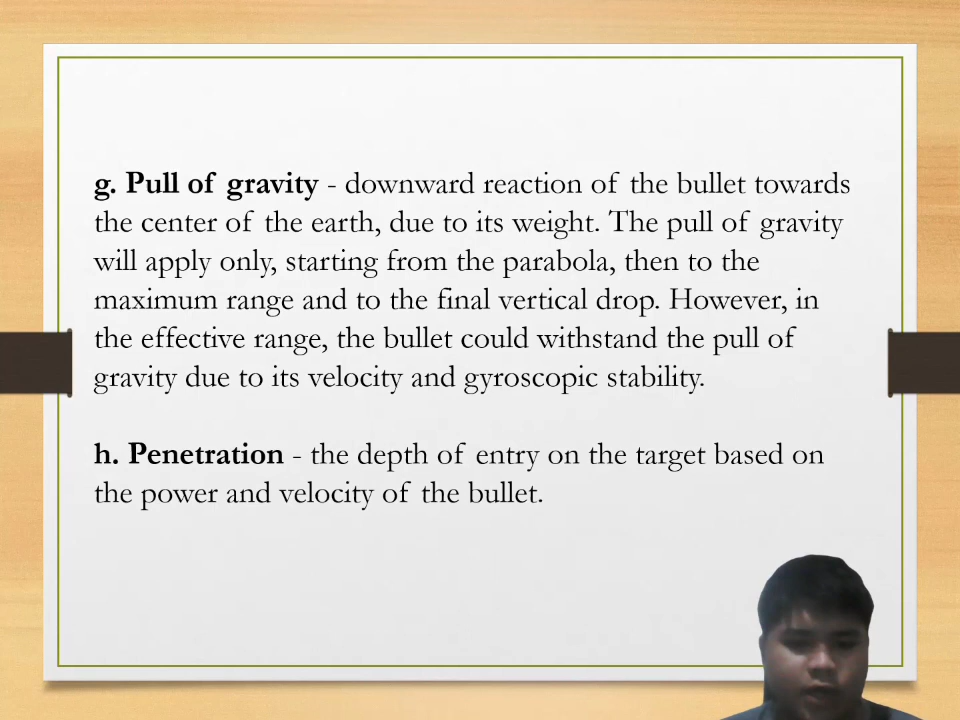 g. Pull of gravity - downward reaction of the bullet towards
the center of the earth, due to its weight. The pull of gravity
will apply only, starting from the parabola, then to the
maximum range and to the final vertical drop. However, in
the effective range, the bullet could withstand the pull of
gravity due to its velocity and gyroscopic stability.
h. Penetration - the depth of entry on the target based on
the power and velocity of the bullet.